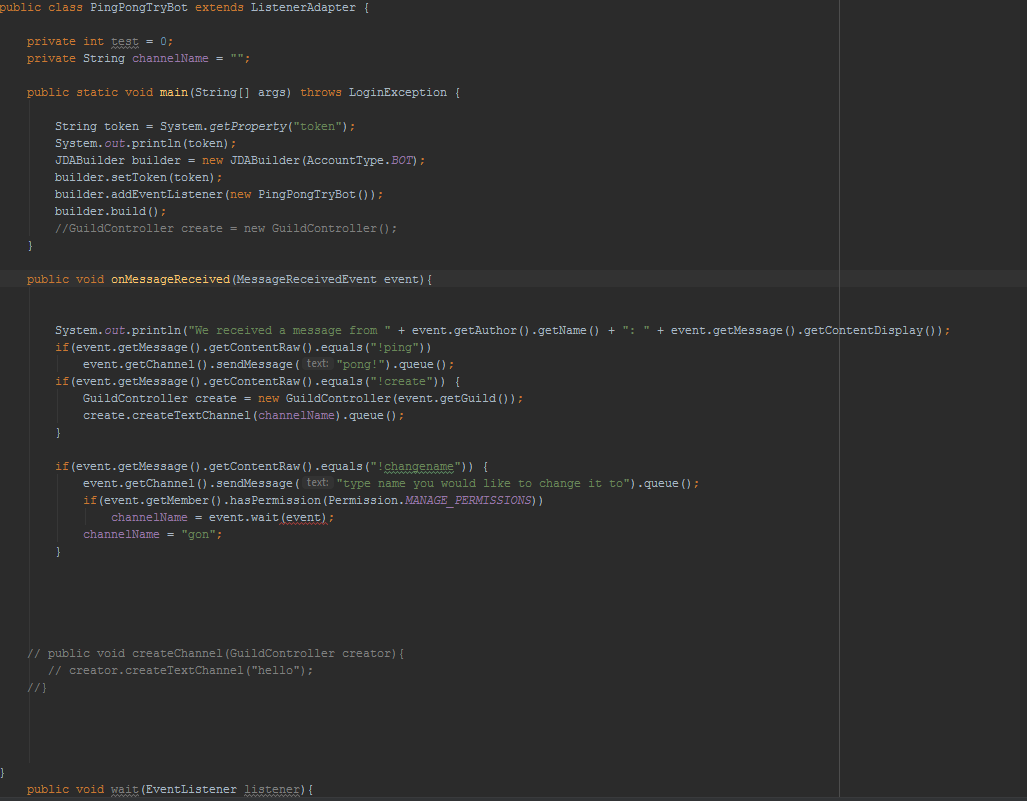 public class PingPongTryBot extends ListenerAdapter {
private int test = 0;
private String channelName = "";
public static void main(String[] args) throws LoginException {
String token = System.getProperty("token");
System.out.println(token);
JDABuilder builder = new JDABuilder(AccountType.BOT);
builder.setToken(token);
builder.addEventListener(new PingPongTryBot());
builder.build();
//GuildController create = new GuildController();
}
public void onMessageReceived(MessageReceivedEvent event){
System.out.println("We received a message from " + event.getAuthor().getName() + ": " + event.getMessage().getContentDisplay());
if(event.getMessage().getContentRaw().equals("!ping"))
event.getChannel().sendMessage( text: "pong!").queue();
if(event.getMessage().getContentRaw().equals("!create")) {
GuildController create = new GuildController(event.getGuild());
create.createTextChannel(channelName).queue();
}
if(event.getMessage().getContentRaw().equals("!changename")) {
event.getChannel().sendMessage( text: "type name you would like to change it to").queue();
if(event.getMember().hasPermission(Permission.MANAGE_PERMISSIONS))
channelName = event.wait(event);
channelName = "gon";
}
// public void createChannel(GuildController creator){
// creator.createTextChannel("hello");
//}
}
public void wait(EventListener listener){